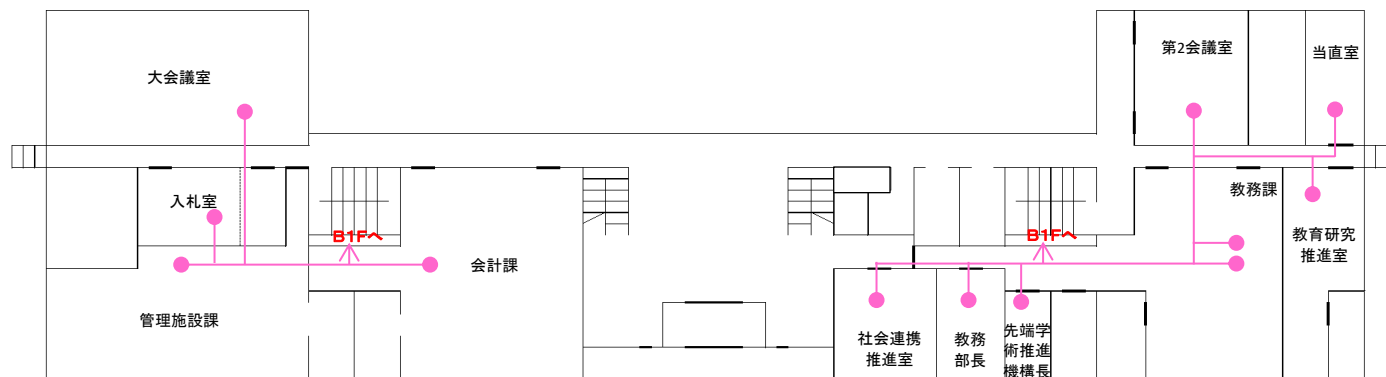 大会議室
入札室
B1Fへ
会計課
管理施設課
第2会議室
当直室
教務課
B1Fへ
教育研究
推進室
社会連携
推進室
教務
部長
先端学
術推進
機構長